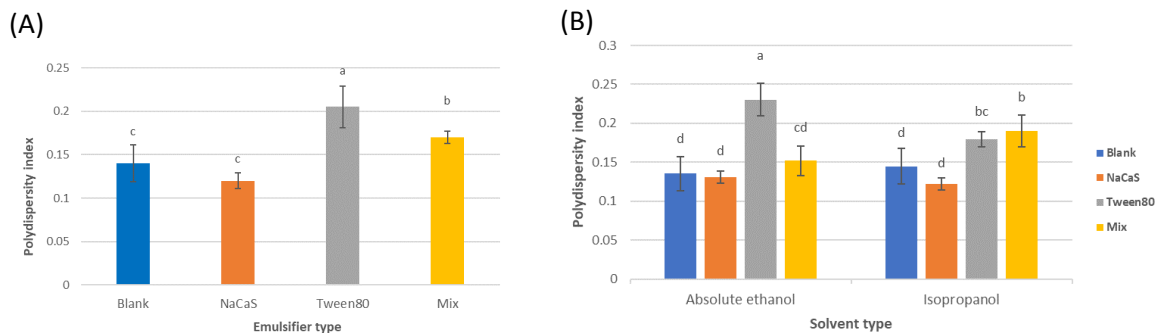 (A)
Polydispersity index
0.25
0.2
0.15
0.1
0.05
0
c
c
a
b
Blank
NaCaS
Tween80
Mix
Emulsifier type
(B)
Polydispersity index
0.3
0.25
0.2
0.15
0.1
0.05
0
d
d
a
cd
d
d
bc
b
Absolute ethanol
Isopropanol
Solvent type
Blank
NaCaS
Tween80
Mix